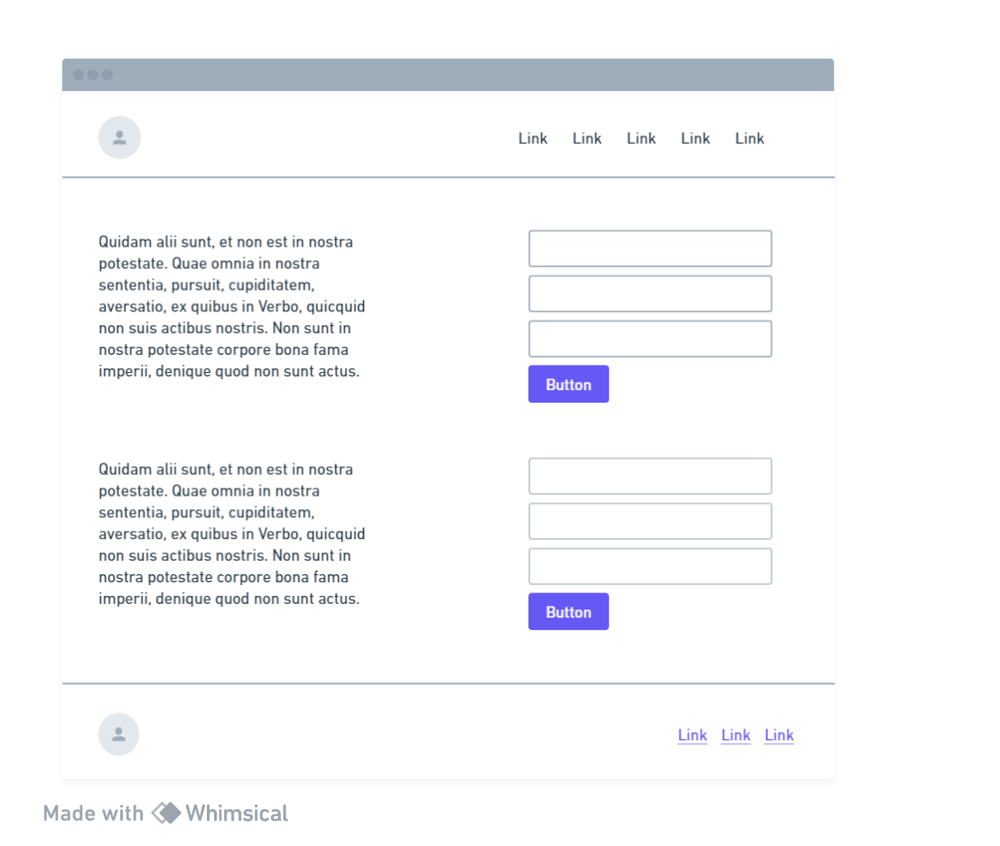 Link Link Link Link Link
Quidam alii sunt, et non est in nostra
potestate. Quae omnia in nostra
sententia, pursuit, cupiditatem,
aversatio, ex quibus in Verbo, quicquid
non suis actibus nostris. Non sunt in
nostra potestate corpore bona fama
imperii, denique quod non sunt actus.
Button
Quidam alii sunt, et non est in nostra
potestate. Quae omnia in nostra
sententia, pursuit, cupiditatem,
aversatio, ex quibus in Verbo, quicquid
non suis actibus nostris. Non sunt in
nostra potestate corpore bona fama
imperii, denique quod non sunt actus.
Button
Link Link Link
Made with Whimsical